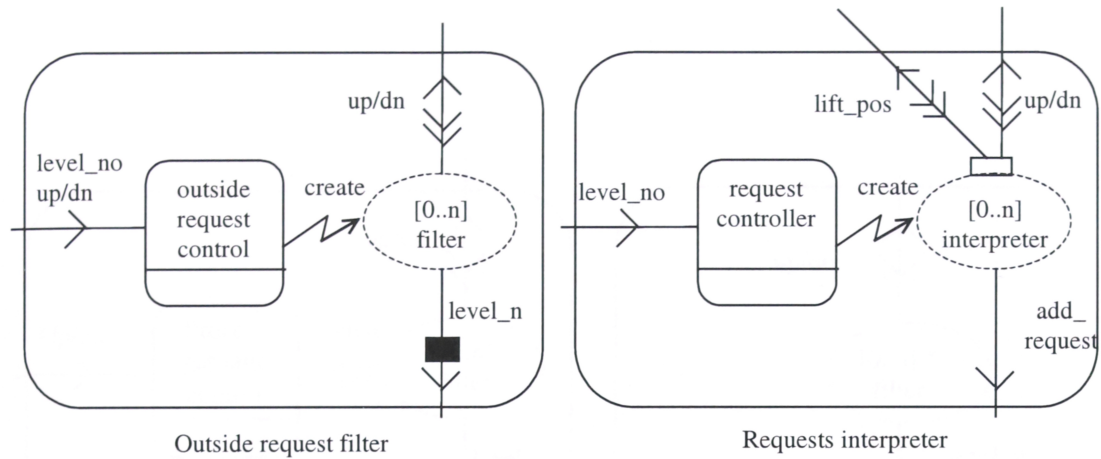 up/dn
level_no
up/dn
outside
request
control
create
[0..n]
filter
level_n
Outside request filter
lift_pos
up/dn
level_no
request
controller
create
[0..n]
interpreter
add_
request
Requests interpreter